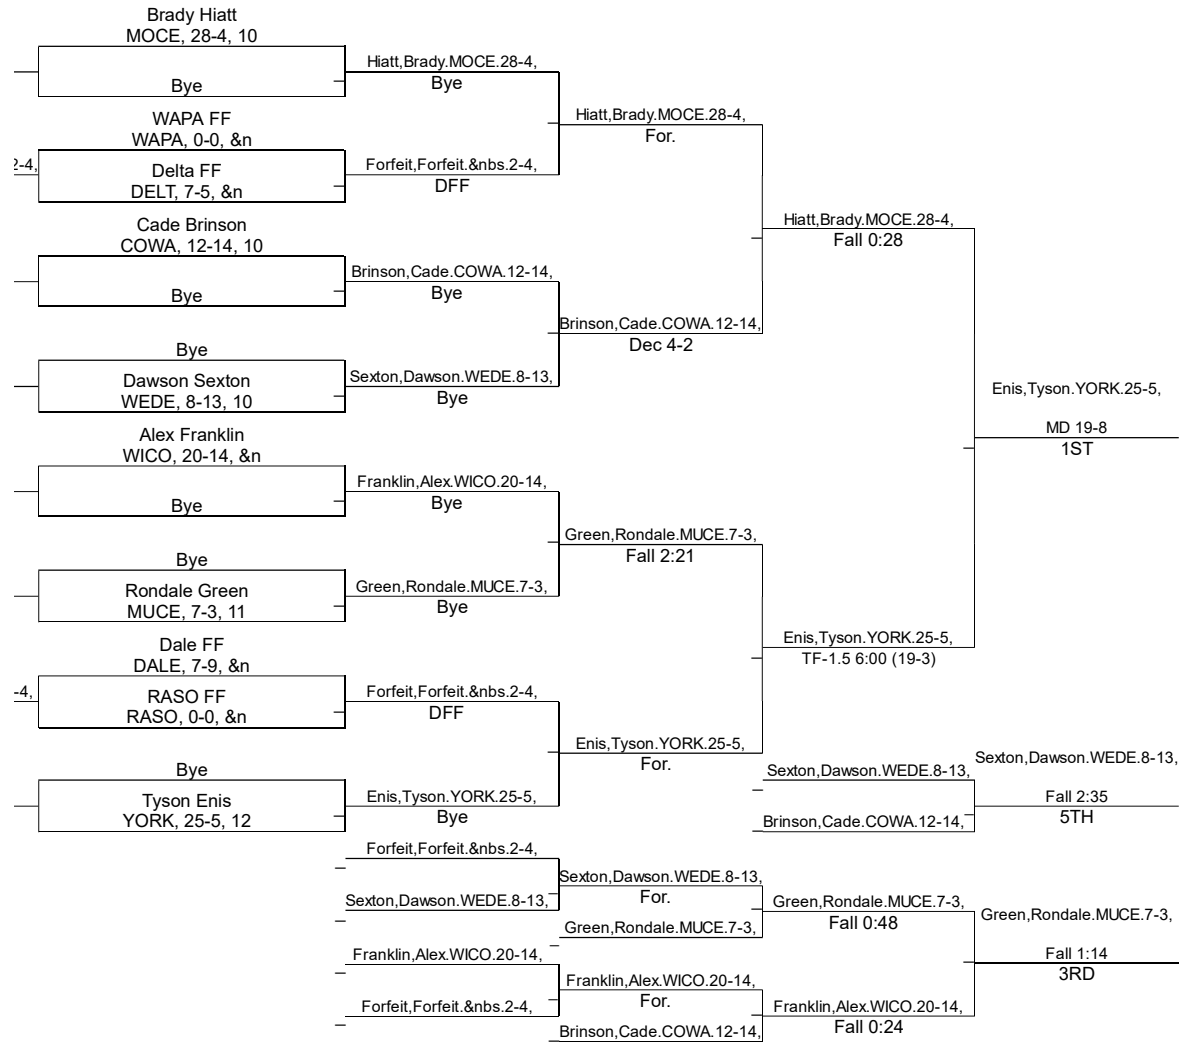 Brady Hiatt
MOCE, 28-4, 10
Hiatt,Brady.MOCE.28-4,
Bye
Bye
Hiatt,Brady.MOCE.28-4,
For.
WAPA FF
WAPA, 0-0, &n
2-4,
Delta FF
DELT, 7-5, &n
Forfeit,Forfeit.&nbs.2-4,
DFF
Hiatt,Brady.MOCE.28-4,
Fall 0:28
Cade Brinson
COWA, 12-14, 10
Brinson,Cade.COWA.12-14,
Bye
Bye
Brinson,Cade.COWA.12-14,
Dec 4-2
Bye
Dawson Sexton
WEDE, 8-13, 10
Sexton,Dawson.WEDE.8-13,
Bye
Enis,Tyson.YORK.25-5,
MD 19-8
1ST
Alex Franklin
WICO, 20-14, &n
Franklin,Alex.WICO.20-14,
Bye
Bye
Green,Rondale.MUCE.7-3,
Fall 2:21
Bye
Rondale Green
MUCE, 7-3, 11
Green,Rondale.MUCE.7-3,
Bye
Enis,Tyson.YORK.25-5,
TF-1.5 6:00 (19-3)
Dale FF
DALE, 7-9, &n
-4,
RASO FF
RASO, 0-0, &n
Forfeit,Forfeit.&nbs.2-4,
DFF
Enis,Tyson.YORK.25-5,
For.
Bye
Tyson Enis
YORK, 25-5, 12
Enis,Tyson.YORK.25-5,
Bye
Sexton,Dawson.WEDE.8-13,
Sexton,Dawson.WEDE.8-13,
Fall 2:35
5TH
Brinson,Cade.COWA.12-14,
Forfeit,Forfeit.&nbs.2-4,
Sexton,Dawson.WEDE.8-13,
For.
Sexton,Dawson.WEDE.8-13,
Green,Rondale.MUCE.7-3,
Fall 0:48
Green,Rondale.MUCE.7-3,
Green,Rondale.MUCE.7-3,
Fall 1:14
3RD
Franklin,Alex.WICO.20-14,
Franklin,Alex.WICO.20-14,
For.
Forfeit,Forfeit.&nbs.2-4,
Franklin,Alex.WICO.20-14,
Fall 0:24
Brinson,Cade.COWA.12-14,